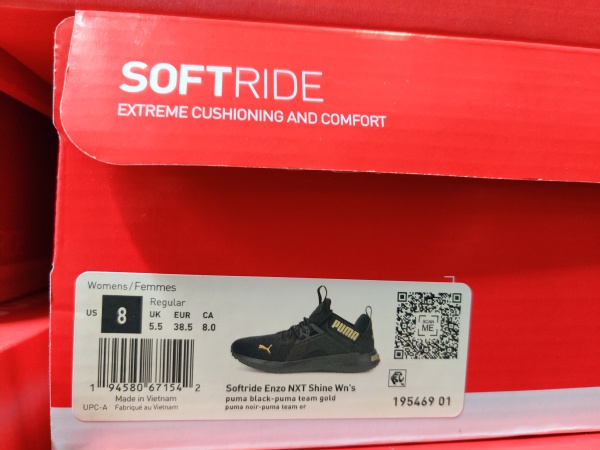 SOFTRIDE
EXTREME CUSHIONING AND COMFORT
Womens/Femmes
Regular
US 8 UK EUR CA
5.5 38.5 8.0
PUMA
SCAN ME
1 94580 67154 2
Made in Vietnam
UPC-A Fabriqué au Vietnam
Softride Enzo NXT Shine Wn's
puma black-puma team gold
puma noir-puma team or
195469 01